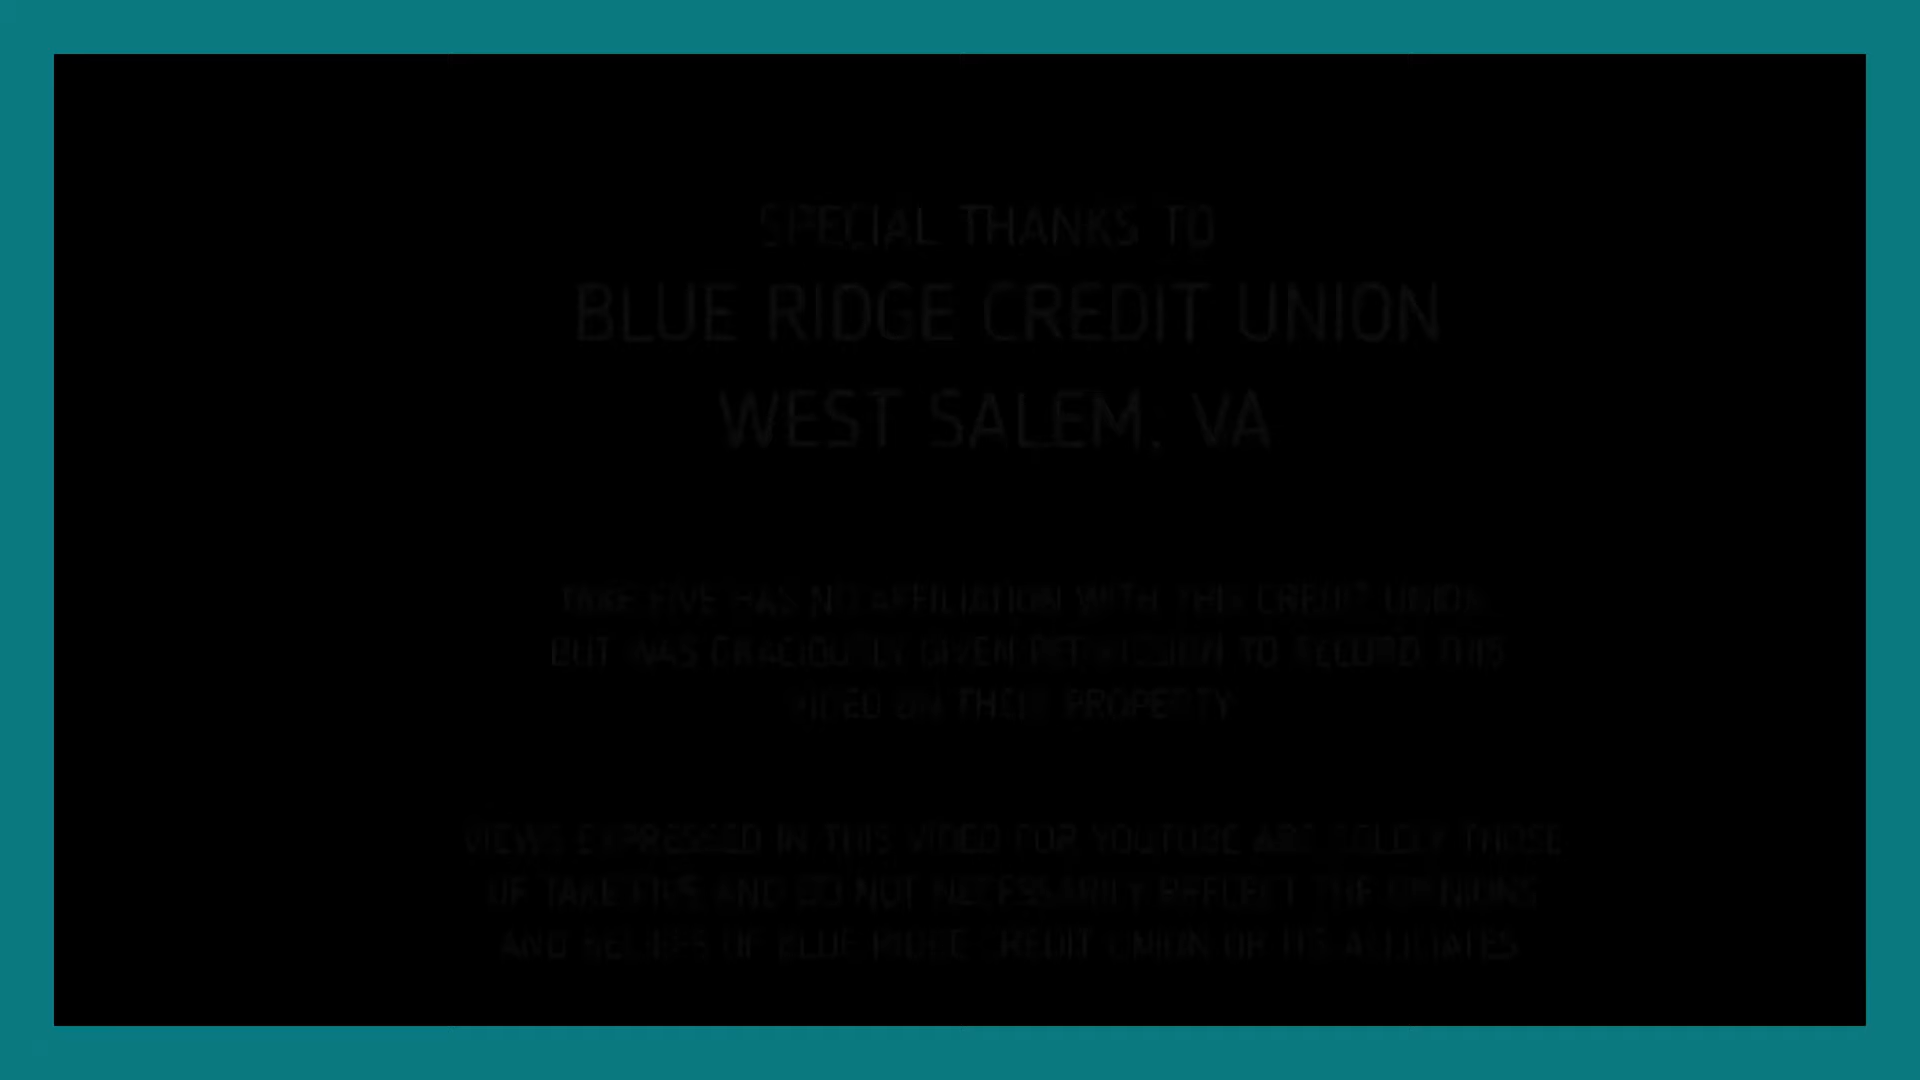 SPECIAL THANKS TO
BLUE RIDGE CREDIT UNION
WEST SALEM, VA
TAKE FIVE HAS NO AFFILIATION WITH THIS CREDIT UNION
BUT WAS GRACIOUSLY GIVEN PERMISSION TO RECORD THIS
VIDEO ON THEIR PROPERTY
VIEWS EXPRESSED IN THIS VIDEO FOR YOUTUBE ARE SOLELY THOSE
OF TAKE FIVE AND DO NOT NECESSARILY REFLECT THE OPINIONS
AND BELIEFS OF BLUE RIDGE CREDIT UNION OR ITS AFFILIATES